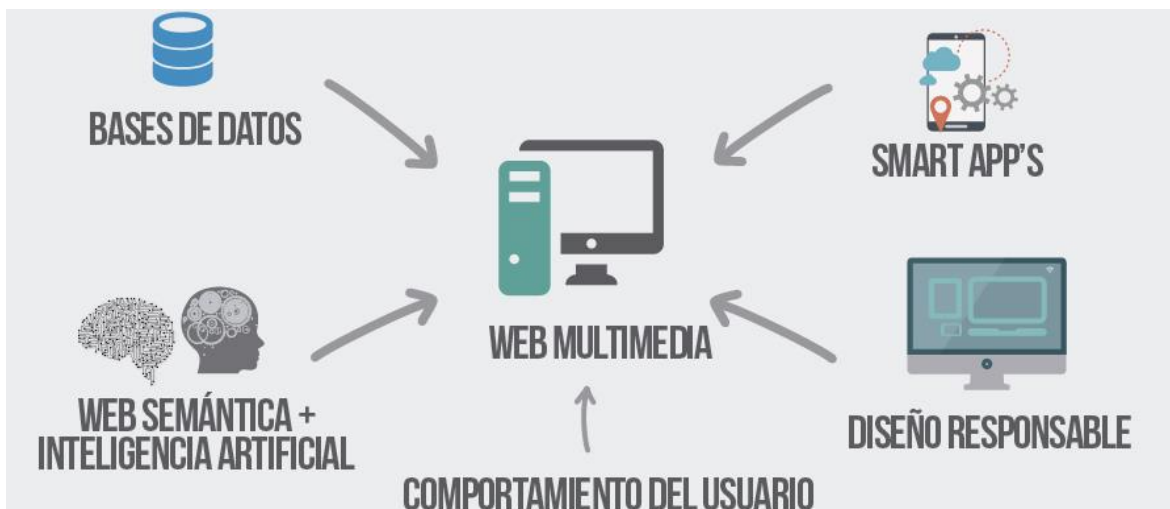 BASES DE DATOS
SMART APP'S
WEB MULTIMEDIA
WEB SEMÁNTICA +
INTELIGENCIA ARTIFICIAL
DISEÑO RESPONSABLE
COMPORTAMIENTO DEL USUARIO